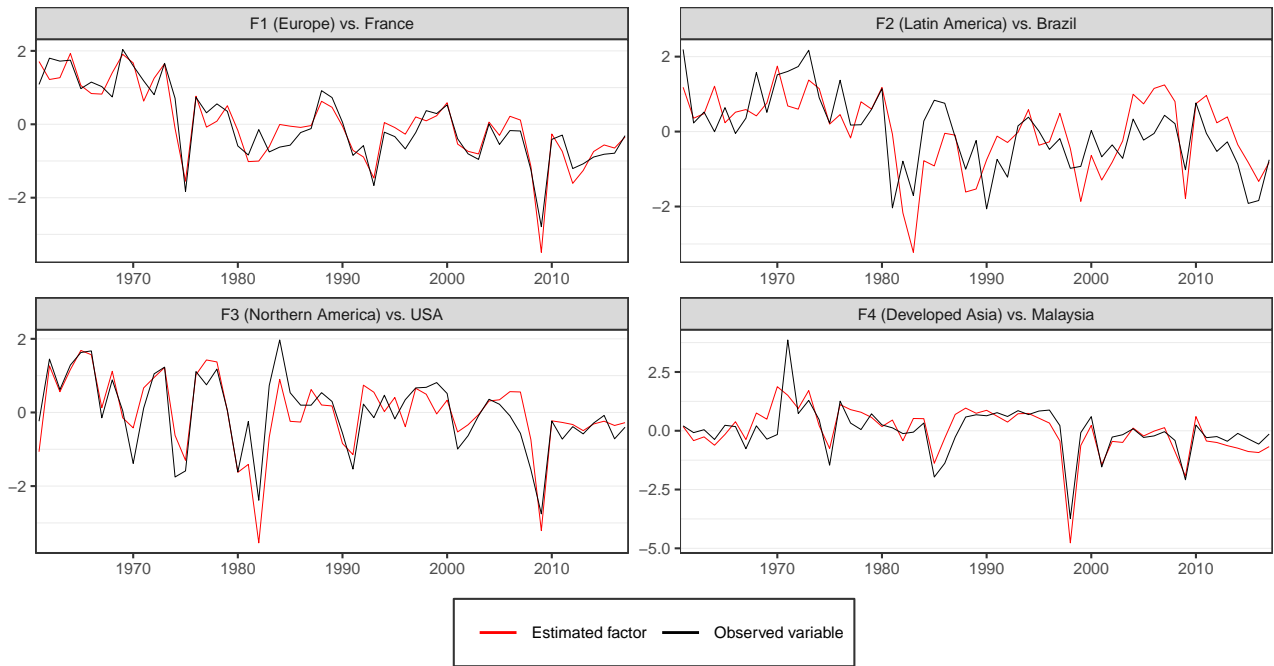 F1 (Europe) vs. France
F2 (Latin America) vs. Brazil
2
0
−2
1970 1980 1990 2000 2010
2
0
−2
1970 1980 1990 2000 2010
F3 (Northern America) vs. USA
F4 (Developed Asia) vs. Malaysia
2
0
−2
1970 1980 1990 2000 2010
2.5
0.0
−2.5
−5.0
1970 1980 1990 2000 2010
Estimated factor Observed variable